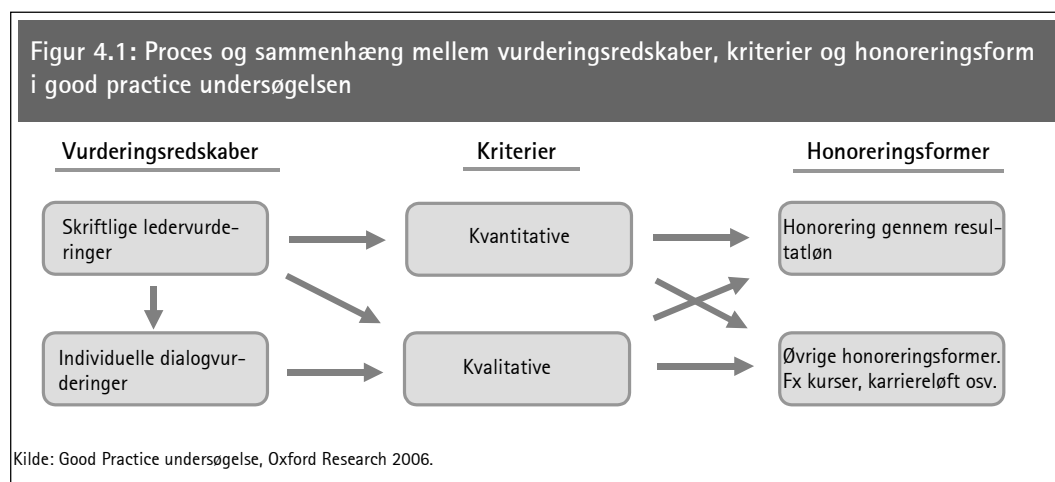 Figur 4.1: Proces og sammenhæng mellem vurderingsredskaber, kriterier og honoreringsform
i good practice undersøgelsen
Vurderingsredskaber
Kriterier
Honoreringsformer
Skriftlige ledervurde-
ringer
Kvantitative
Honorering gennem resul-
tatløn
Individuelle dialogvur-
deringer
Kvalitative
Øvrige honoreringsformer.
Fx kurser, karriereløft osv.
Kilde: Good Practice undersøgelse, Oxford Research 2006.